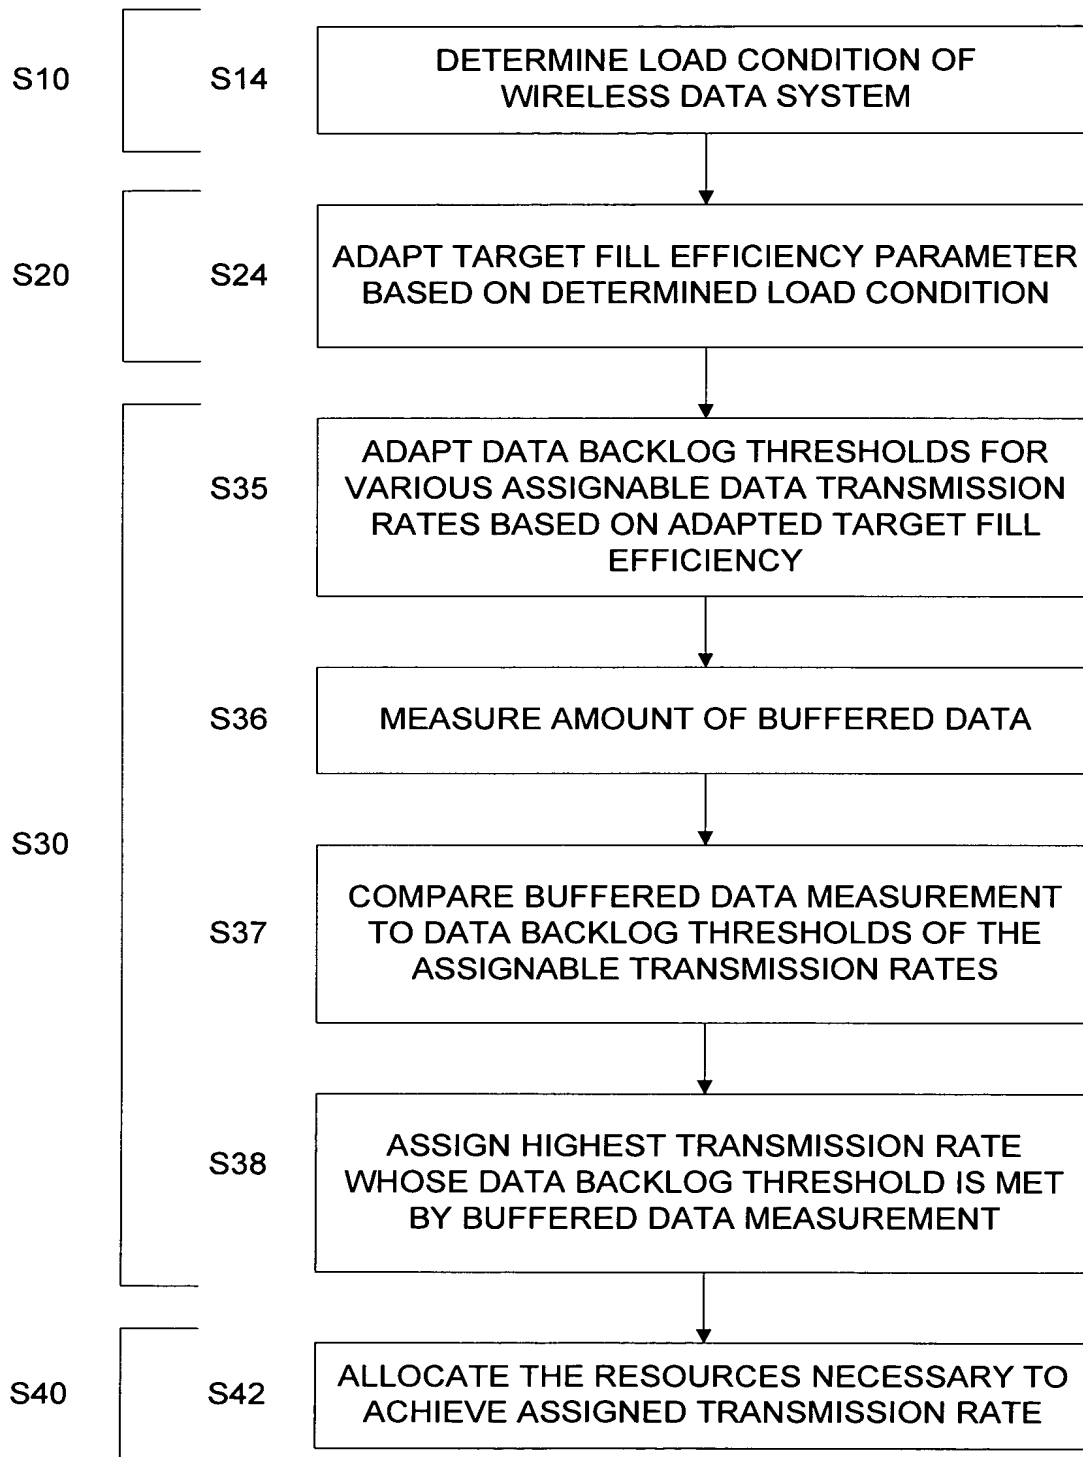 S10
S14
DETERMINE LOAD CONDITION OF
WIRELESS DATA SYSTEM
S20
S24
ADAPT TARGET FILL EFFICIENCY PARAMETER
BASED ON DETERMINED LOAD CONDITION
S30
S35
ADAPT DATA BACKLOG THRESHOLDS FOR
VARIOUS ASSIGNABLE DATA TRANSMISSION
RATES BASED ON ADAPTED TARGET FILL
EFFICIENCY
S36
MEASURE AMOUNT OF BUFFERED DATA
S37
COMPARE BUFFERED DATA MEASUREMENT
TO DATA BACKLOG THRESHOLDS OF THE
ASSIGNABLE TRANSMISSION RATES
S38
ASSIGN HIGHEST TRANSMISSION RATE
WHOSE DATA BACKLOG THRESHOLD IS MET
BY BUFFERED DATA MEASUREMENT
S40
S42
ALLOCATE THE RESOURCES NECESSARY TO
ACHIEVE ASSIGNED TRANSMISSION RATE